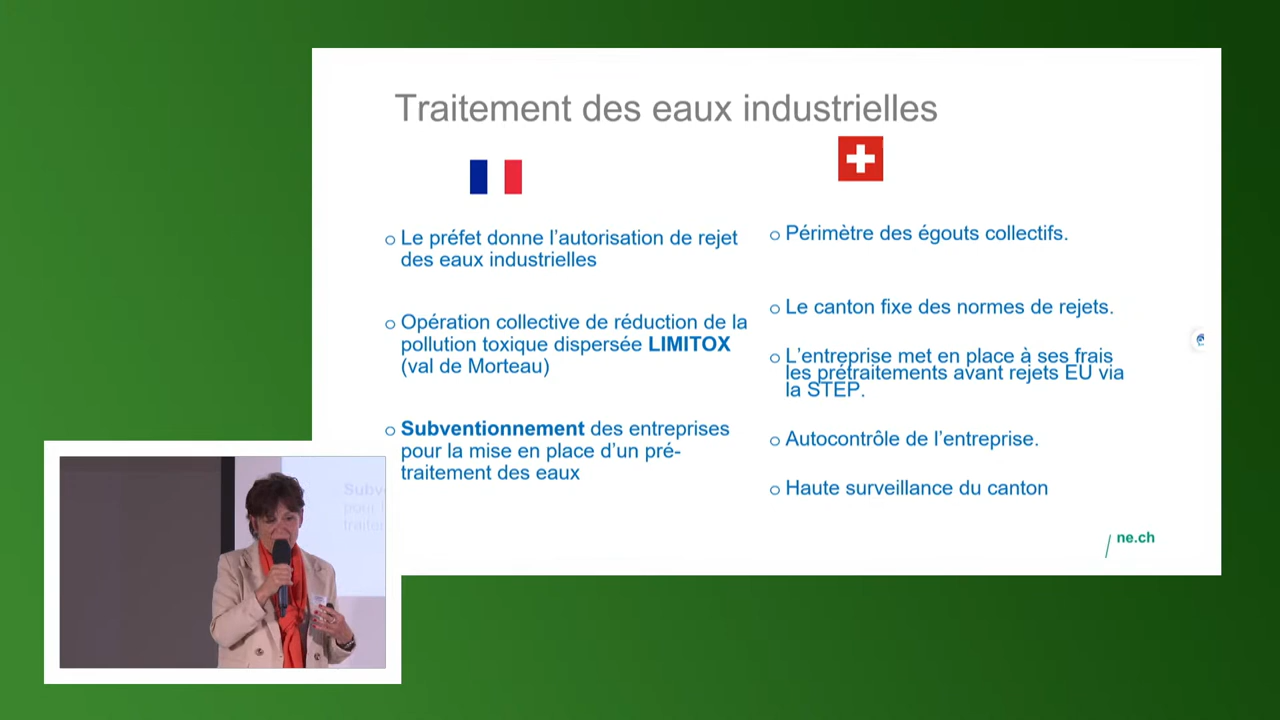 Traitement des eaux industrielles
o Le préfet donne l'autorisation de rejet
des eaux industrielles
o Opération collective de réduction de la
pollution toxique dispersée LIMITOX
(val de Morteau)
o Subventionnement des entreprises
pour la mise en place d'un pré-
traitement des eaux
o Périmètre des égouts collectifs.
o Le canton fixe des normes de rejets.
o L'entreprise met en place à ses frais
les prétraitements avant rejets EU via
la STEP.
o Autocontrôle de l'entreprise.
o Haute surveillance du canton
ne.ch